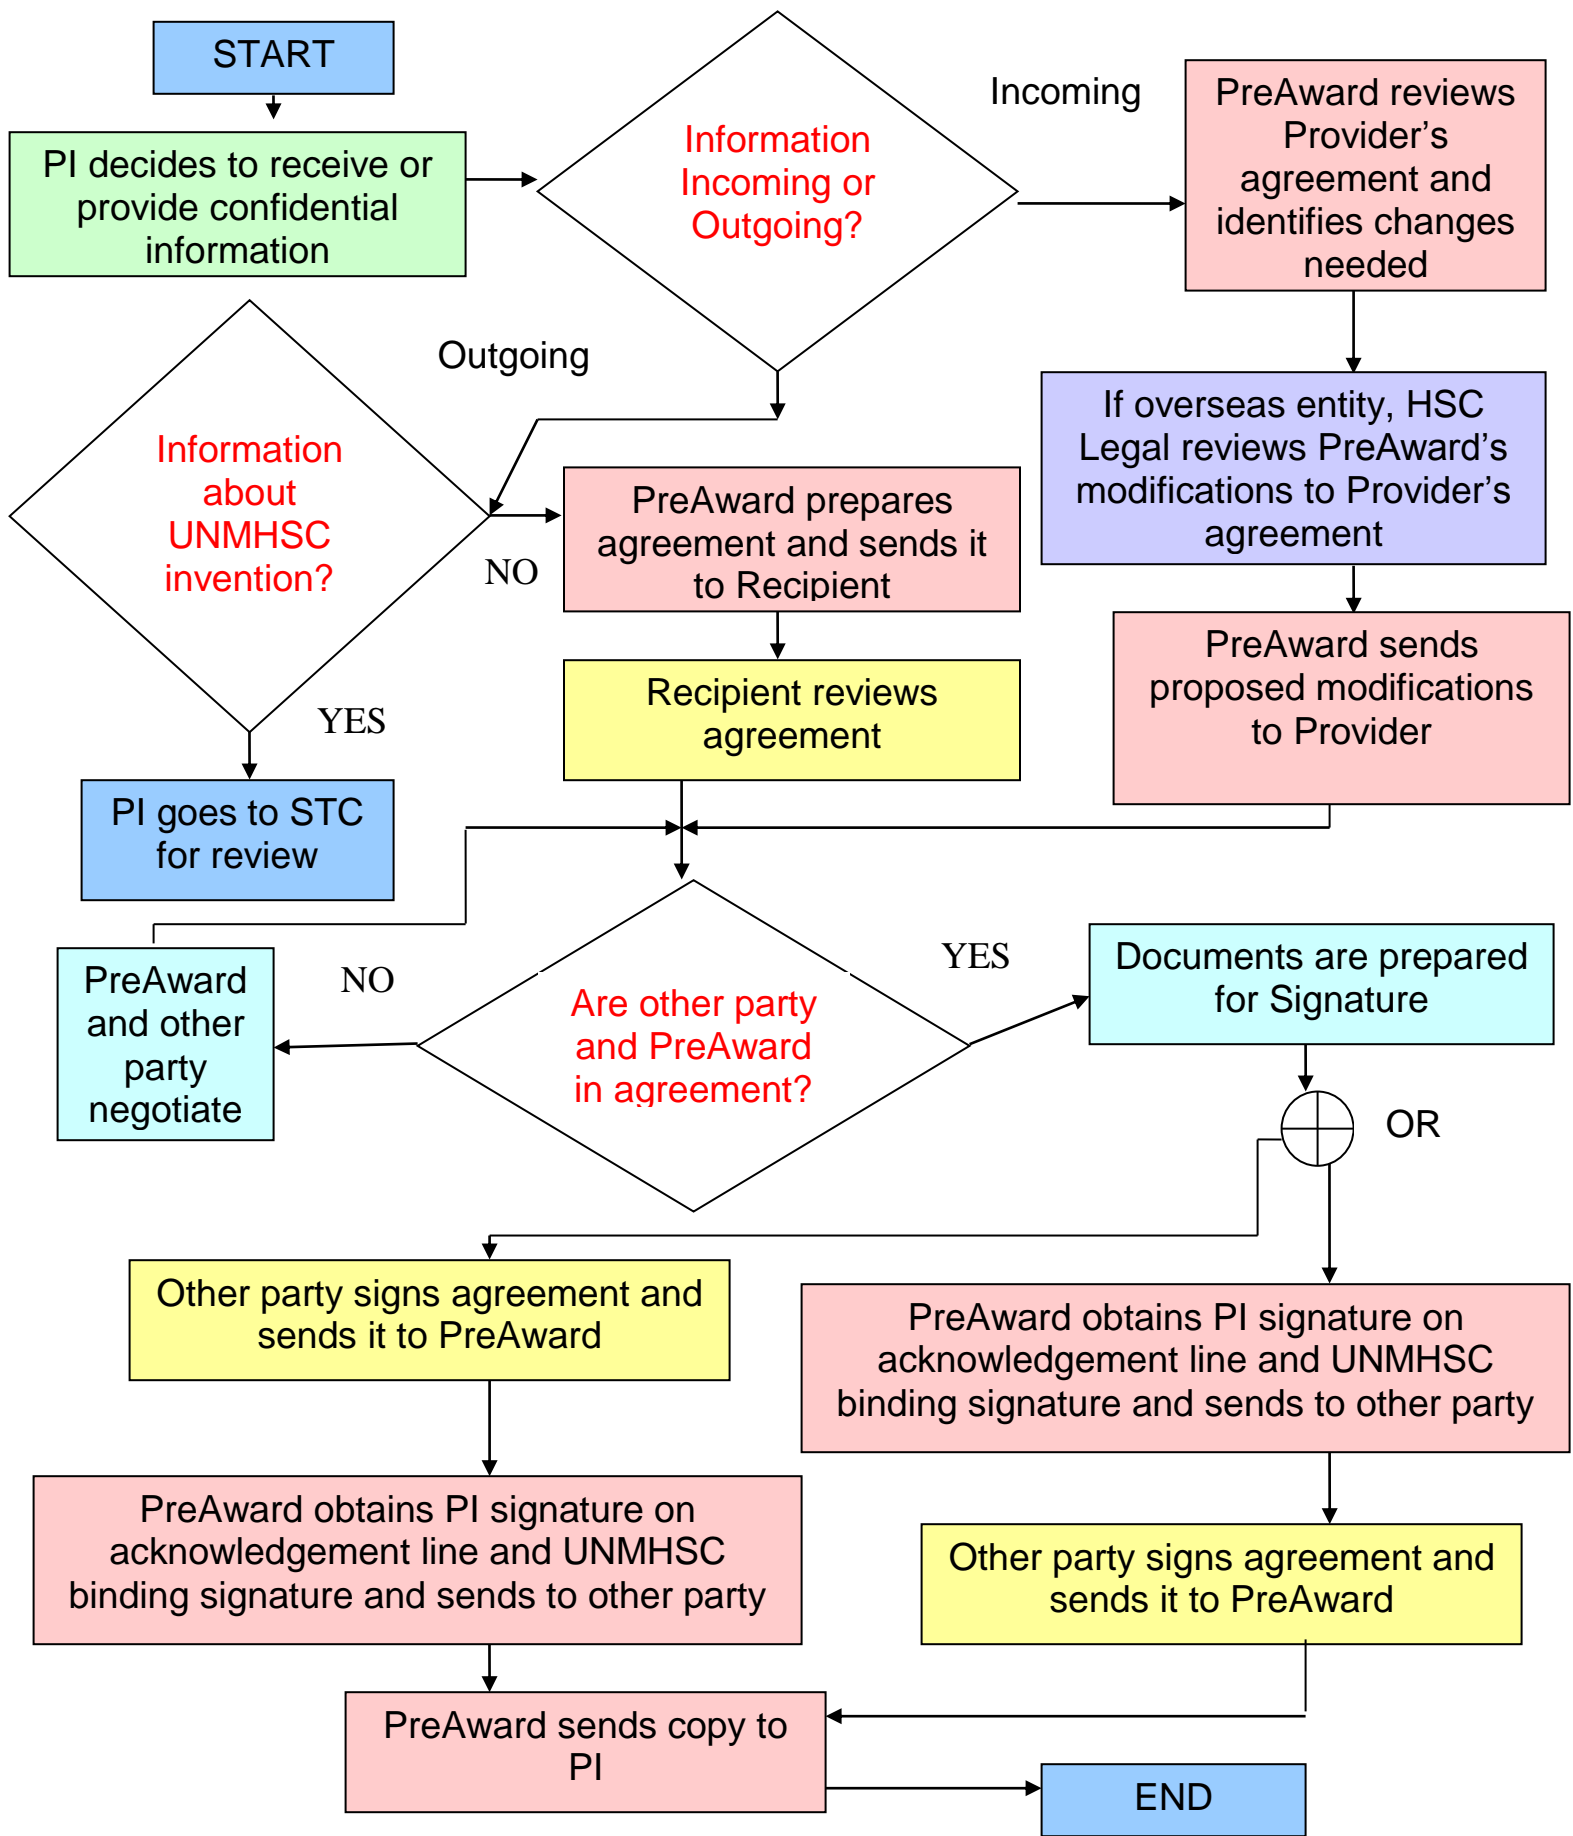 START
PI decides to receive or
provide confidential
information
Information
Incoming or
Outgoing?
Incoming
PreAward reviews
Provider's
agreement and
identifies changes
needed
Outgoing
Information
about
UNMHSC
invention?
NO
YES
PreAward prepares
agreement and sends it
to Recipient
If overseas entity, HSC
Legal reviews PreAward's
modifications to Provider's
agreement
Recipient reviews
agreement
PreAward sends
proposed modifications
to Provider
PI goes to STC
for review
PreAward
and other
party
negotiate
NO
Are other party
and PreAward
in agreement?
YES
Documents are prepared
for Signature
OR
Other party signs agreement and
sends it to PreAward
PreAward obtains PI signature on
acknowledgement line and UNMHSC
binding signature and sends to other party
PreAward obtains PI signature on
acknowledgement line and UNMHSC
binding signature and sends to other party
Other party signs agreement and
sends it to PreAward
PreAward sends copy to
PI
END